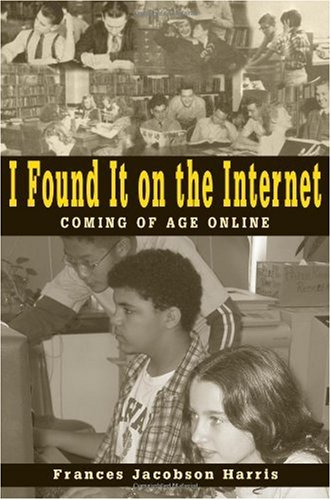 I Found It on the Internet
COMING OF AGE ONLINE
Frances Jacobson Harris